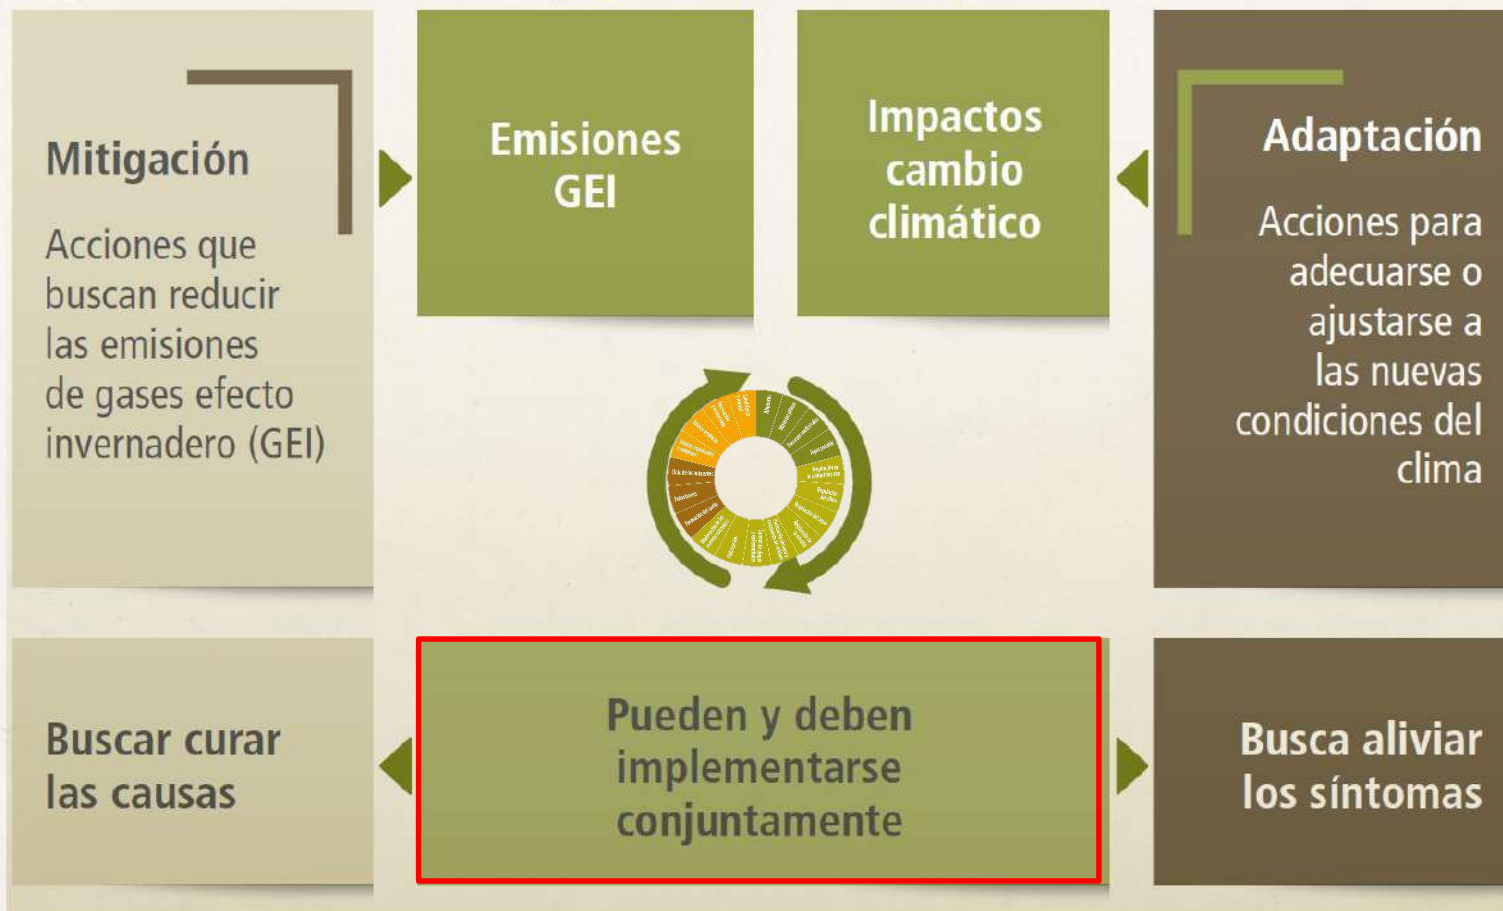 Mitigación
Acciones que
buscan reducir
las emisiones
de gases efecto
invernadero (GEI)
Emisiones
GEI
Impactos
cambio
climático
Adaptación
Acciones para
adecuarse o
ajustarse a
las nuevas
condiciones del
clima
Buscar curar
las causas
Pueden y deben
implementarse
conjuntamente
Busca aliviar
los síntomas